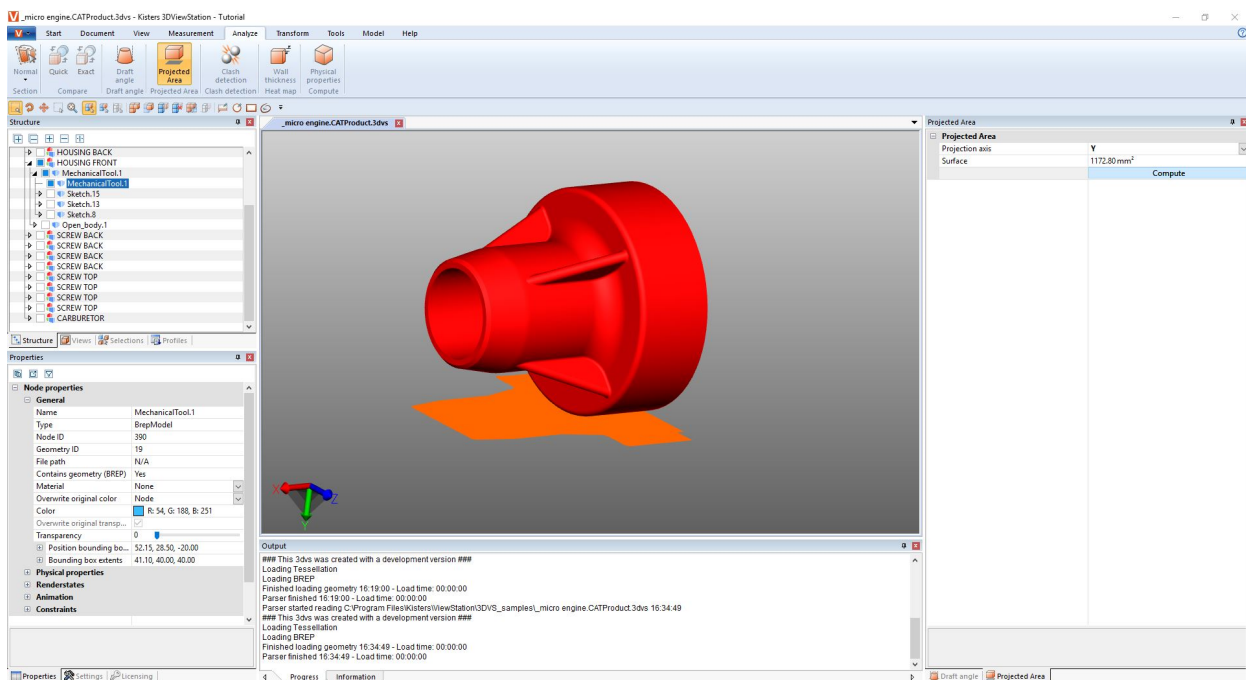 _micro engine.CATProduct.3dvs - Kisters 3DViewStation - Tutorial
Start Document View Measurement Analyze Transform Tools Model Help
Normal Quick Exact Draft angle Projected Area Clash detection Wall thickness Physical properties
Section Compare Draft angle Projected Area Clash detection Heat map Compute
Structure
HOUSING BACK
HOUSING FRONT
MechanicalTool.1
MechanicalTool.1
Sketch.15
Sketch.13
Sketch.8
Open_body.1
SCREW BACK
SCREW BACK
SCREW BACK
SCREW BACK
SCREW TOP
SCREW TOP
SCREW TOP
SCREW TOP
CARBURETOR
Structure Views Selections Profiles
Properties
Node properties
General
Name MechanicalTool.1
Type BrepModel
Node ID 390
Geometry ID 19
File path N/A
Contains geometry (BREP) Yes
Material None
Overwrite original color Node
Color R: 54, G: 188, B: 251
Overwrite original transp...
Transparency 0
Position bounding bo... 52.15, 28.50, -20.00
Bounding box extents 41.10, 40.00, 40.00
Physical properties
Renderstates
Animation
Constraints
Properties Settings Licensing
_micro engine.CATProduct.3dvs
X Z
Y
Output
### This 3dvs was created with a development version ###
Loading Tessellation
Loading BREP
Finished loading geometry 16:19:00 - Load time: 00:00:00
Parser finished 16:19:00 - Load time: 00:00:00
Parser started reading C:\Program Files\Kisters\ViewStation\3DVS_samples\_micro engine.CATProduct.3dvs 16:34:49
### This 3dvs was created with a development version ###
Loading Tessellation
Loading BREP
Finished loading geometry 16:34:49 - Load time: 00:00:00
Parser finished 16:34:49 - Load time: 00:00:00
Progress Information
Projected Area
Projected Area
Projection axis Y
Surface 1172.80 mm²
Compute
Draft angle Projected Area